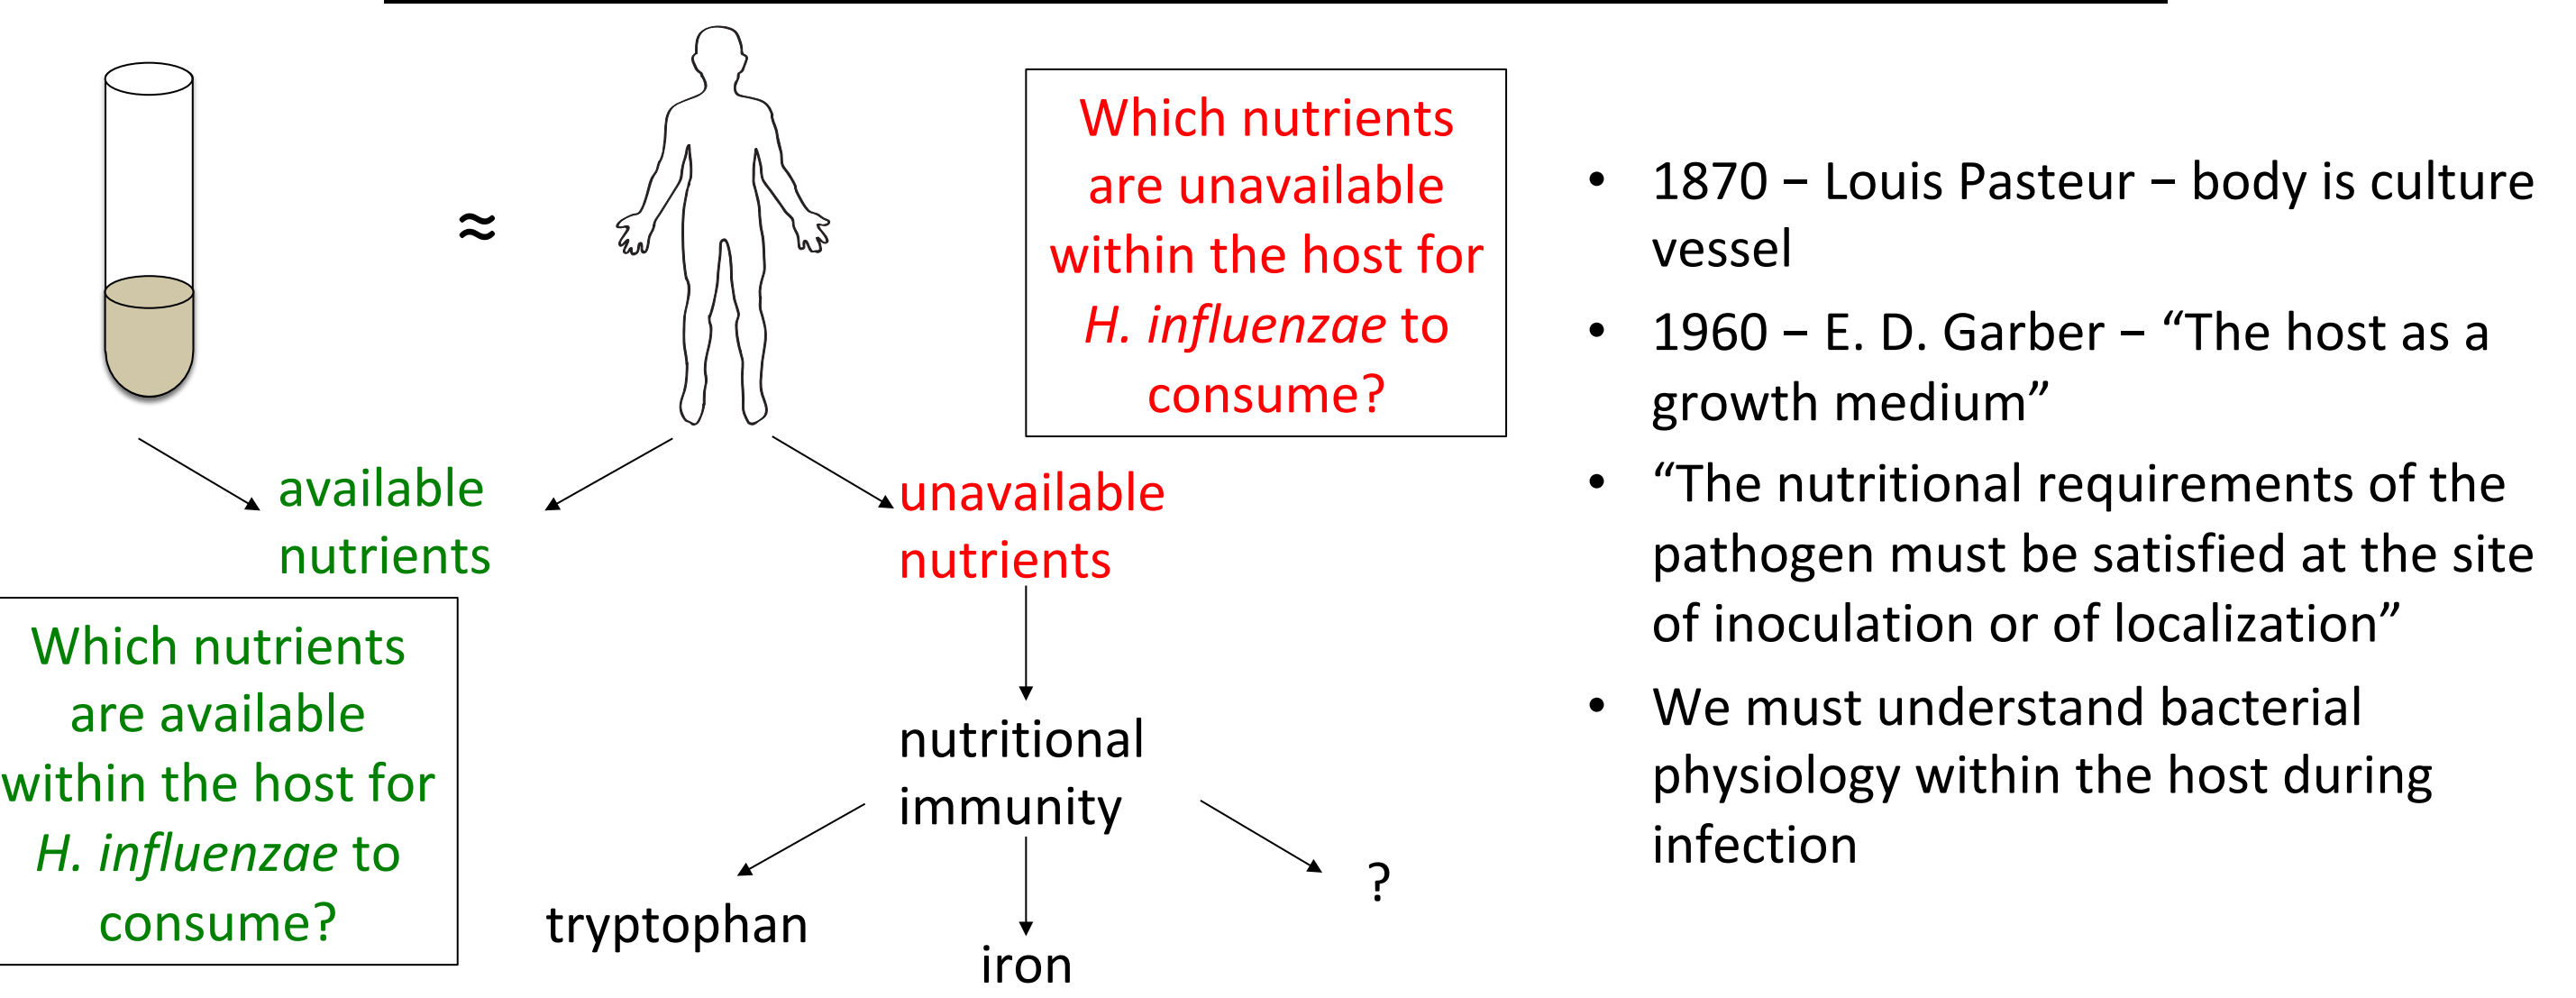 ≈
Which nutrients
are unavailable
within the host for
H. influenzae to
consume?
available
nutrients
unavailable
nutrients
Which nutrients
are available
within the host for
H. influenzae to
consume?
nutritional
immunity
tryptophan
iron
?
• 1870 – Louis Pasteur – body is culture
vessel
• 1960 – E. D. Garber – “The host as a
growth medium”
• “The nutritional requirements of the
pathogen must be satisfied at the site
of inoculation or of localization”
• We must understand bacterial
physiology within the host during
infection